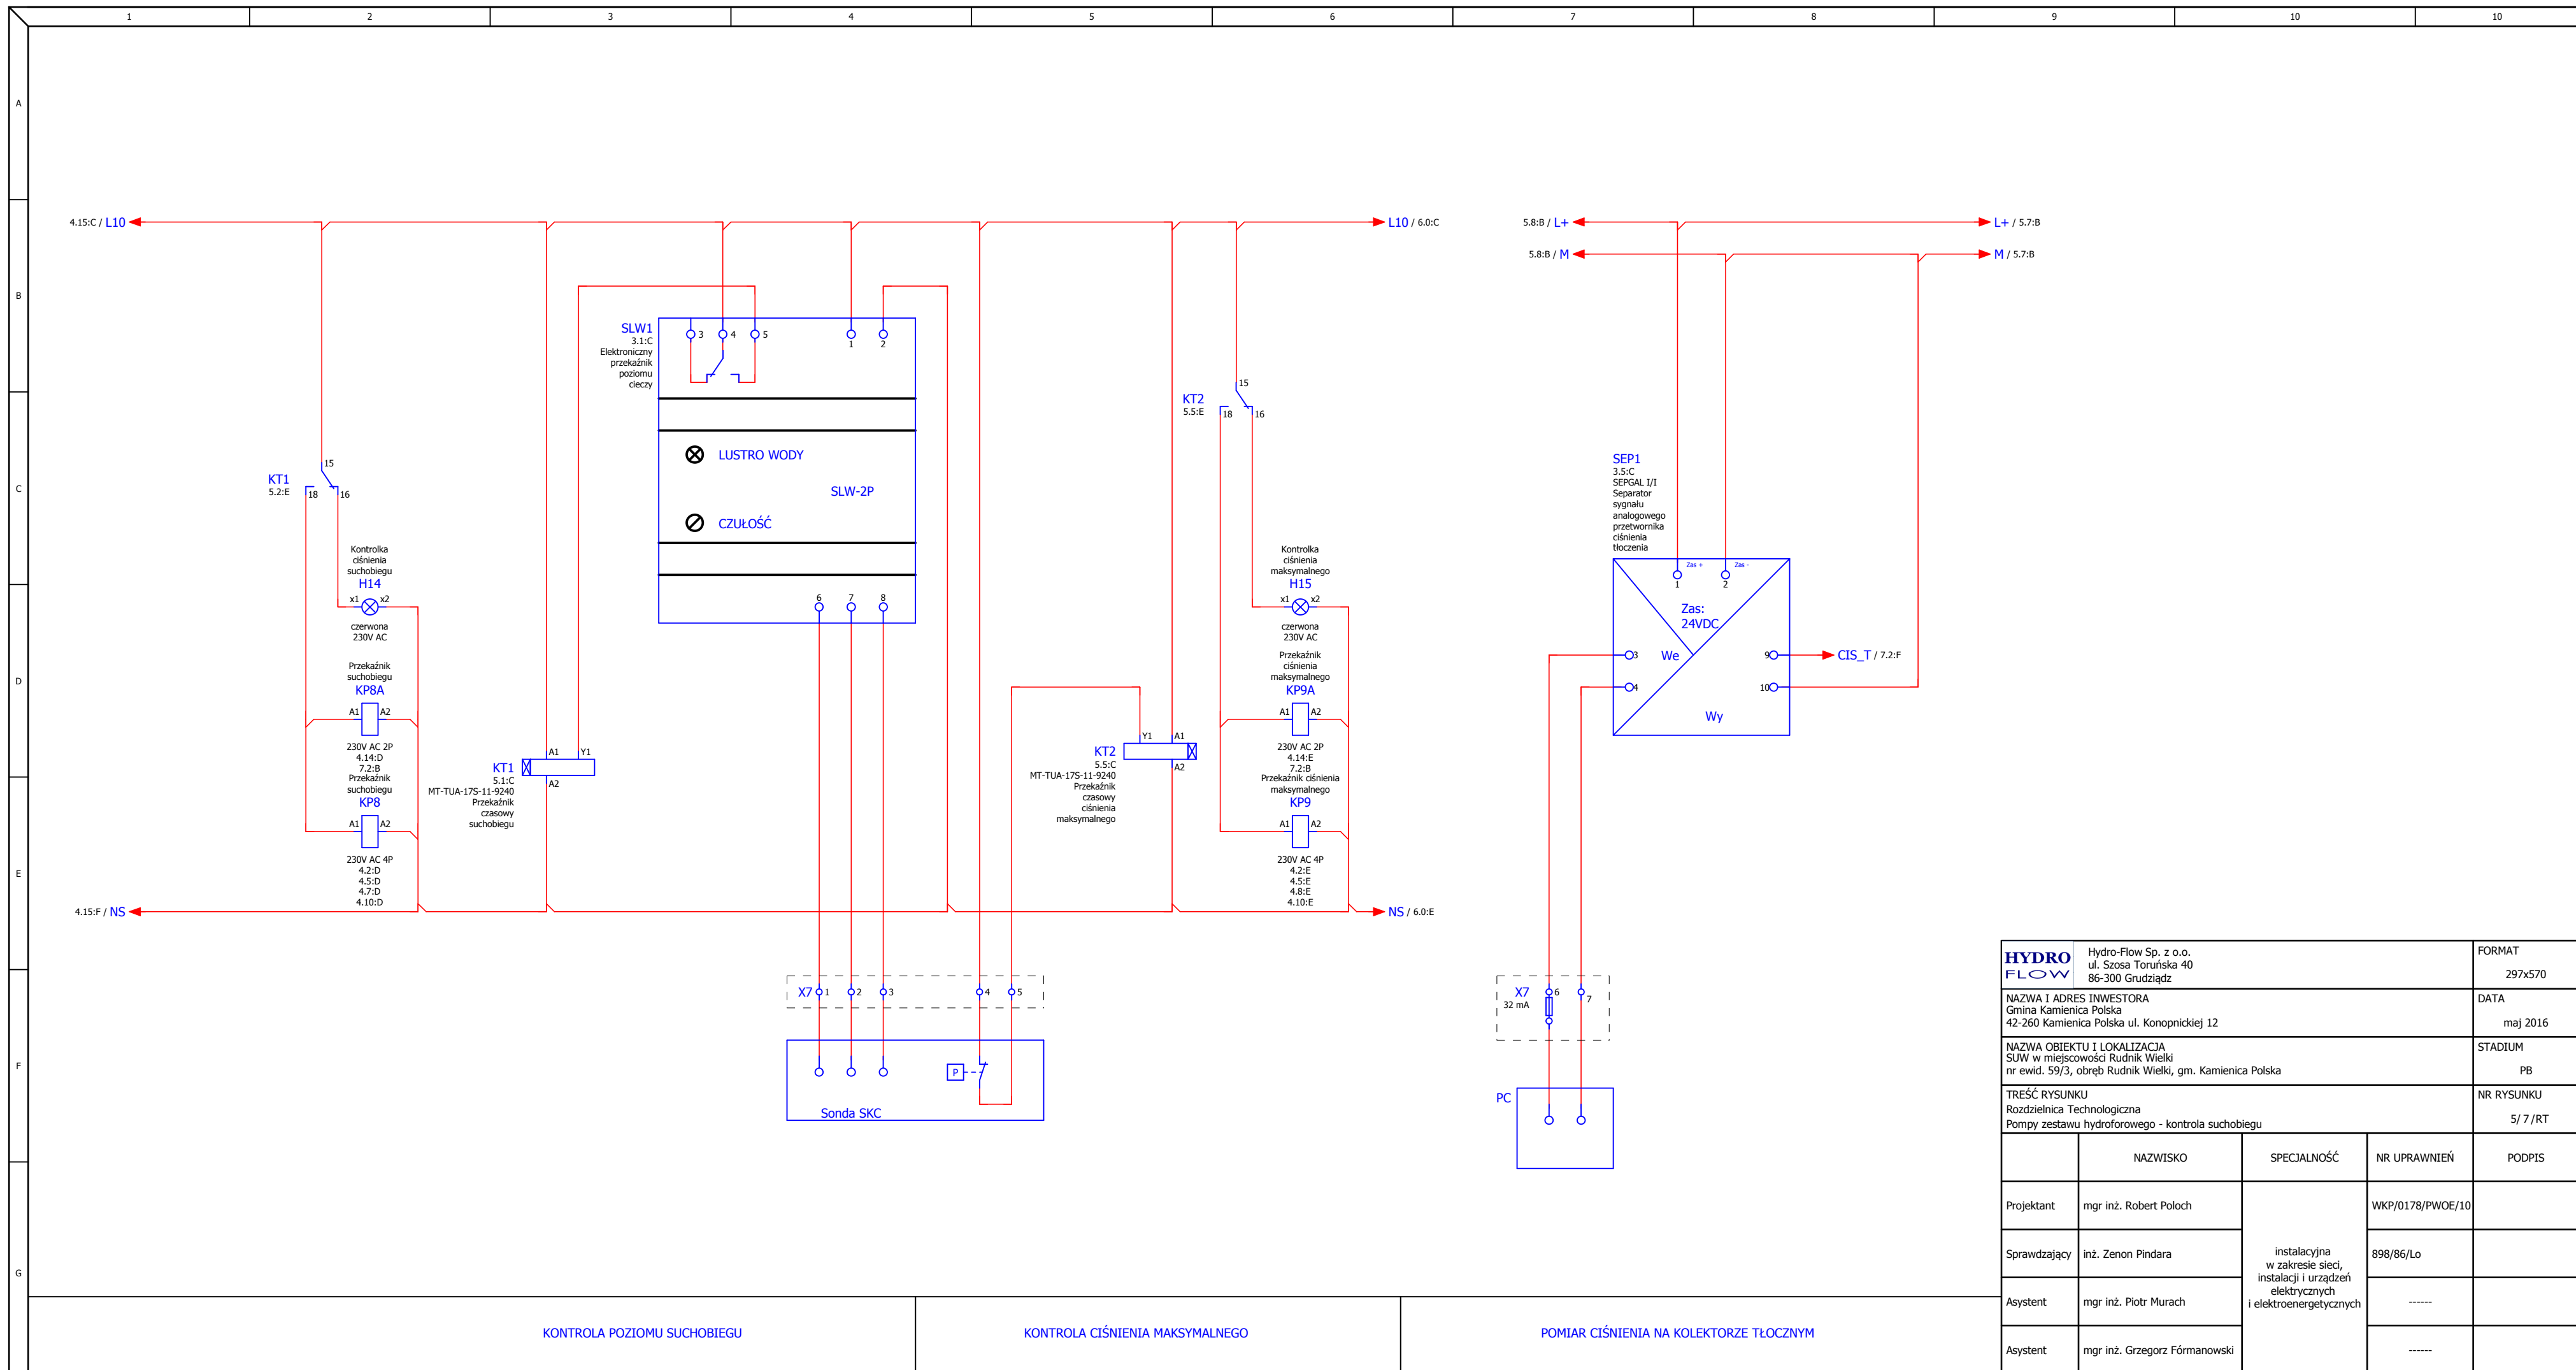 1 2 3 4 5 6 7 8 9 10 10
A
B
C
D
E
F
G
4.15:C / L10
L10 / 6.0:C
5.8:B / L+
L+ / 5.7:B
5.8:B / M
M / 5.7:B
SLW1
3.1:C
Elektroniczny
przekaźnik
poziomu
cieczy
3 4 5 1 2
LUSTRO WODY
SLW-2P
CZUŁOŚĆ
6 7 8
KT1
5.2:E
15
18 16
Kontrolka
ciśnienia
suchobiegu
H14
x1 x2
czerwona
230V AC
Przekaźnik
suchobiegu
KP8A
A1 A2
230V AC 2P
4.14:D
7.2:B
Przekaźnik
suchobiegu
KP8
A1 A2
230V AC 4P
4.2:D
4.5:D
4.7:D
4.10:D
A1 Y1
KT1
5.1:C
A2
MT-TUA-17S-11-9240
Przekaźnik
czasowy
suchobiegu
KT2
5.5:E
15
18 16
Kontrolka
ciśnienia
maksymalnego
H15
x1 x2
czerwona
230V AC
Przekaźnik
ciśnienia
maksymalnego
KP9A
A1 A2
230V AC 2P
4.14:E
7.2:B
Przekaźnik ciśnienia
maksymalnego
KP9
A1 A2
230V AC 4P
4.2:E
4.5:E
4.8:E
4.10:E
Y1 A1
KT2
5.5:C
A2
MT-TUA-17S-11-9240
Przekaźnik
czasowy
ciśnienia
maksymalnego
4.15:F / NS
NS / 6.0:E
SEP1
3.5:C
SEPGAL I/I
Separator
sygnału
analogowego
przetwornika
ciśnienia
tłoczenia
Zas + Zas -
1 2
Zas:
24VDC
3 We 9
CIS_T / 7.2:F
4 10
Wy
X7 1 2 3 4 5
P
Sonda SKC
X7 6 7
32 mA
PC
KONTROLA POZIOMU SUCHOBIEGU
KONTROLA CIŚNIENIA MAKSYMALNEGO
POMIAR CIŚNIENIA NA KOLEKTORZE TŁOCZNYM
HYDRO
FLOW
Hydro-Flow Sp. z o.o.
ul. Szosa Toruńska 40
86-300 Grudziądz
FORMAT
297x570
NAZWA I ADRES INWESTORA
Gmina Kamienica Polska
42-260 Kamienica Polska ul. Konopnickiej 12
DATA
maj 2016
NAZWA OBIEKTU I LOKALIZACJA
SUW w miejscowości Rudnik Wielki
nr ewid. 59/3, obręb Rudnik Wielki, gm. Kamienica Polska
STADIUM
PB
TREŚĆ RYSUNKU
Rozdzielnica Technologiczna
Pompy zestawu hydroforowego - kontrola suchobiegu
NR RYSUNKU
5/ 7 /RT
NAZWISKO SPECJALNOŚĆ NR UPRAWNIEŃ PODPIS
Projektant mgr inż. Robert Poloch WKP/0178/PWOE/10
Sprawdzający inż. Zenon Pindara 898/86/Lo
instalacyjna
w zakresie sieci,
instalacji i urządzeń
elektrycznych
i elektroenergetycznych
Asystent mgr inż. Piotr Murach ------
Asystent mgr inż. Grzegorz Fórmanowski ------